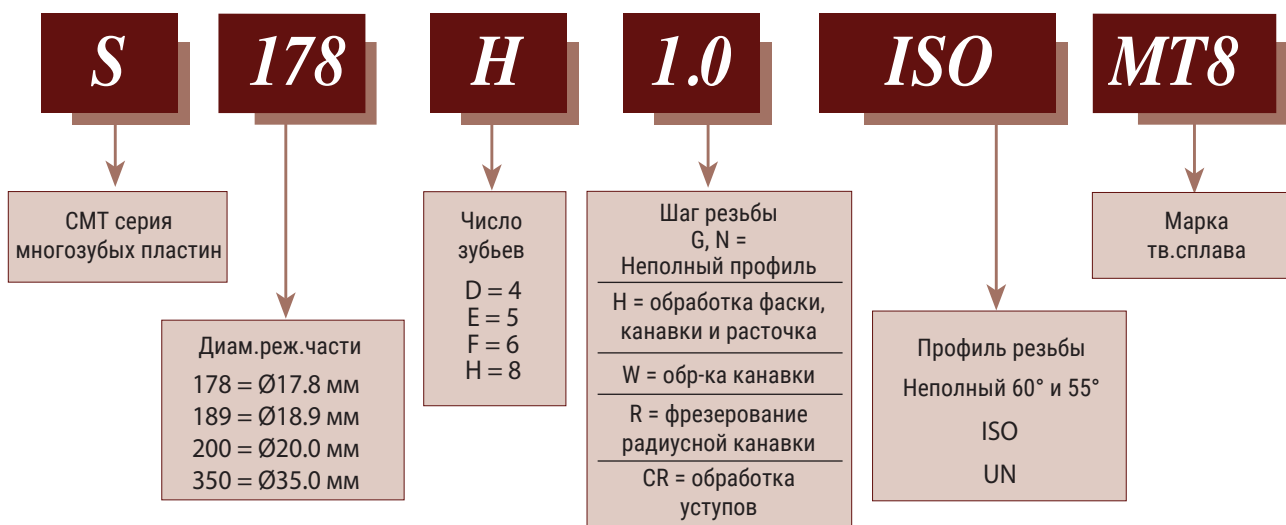 S 178 H 1.0 ISO MT8
СМТ серия
многозубых пластин
Диам.реж.части
178 = Ø17.8 мм
189 = Ø18.9 мм
200 = Ø20.0 мм
350 = Ø35.0 мм
Число
зубьев
D = 4
E = 5
F = 6
H = 8
Шаг резьбы
G, N =
Неполный профиль
H = обработка фаски,
канавки и расточка
W = обр-ка канавки
R = фрезерование
радиусной канавки
CR = обработка
уступов
Профиль резьбы
Неполный 60° и 55°
ISO
UN
Марка
тв.сплава